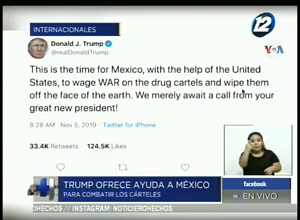 INTERNACIONALES
12
VOA
Donald J. Trump
@realDonaldTrump
This is the time for Mexico, with the help of the United
States, to wage WAR on the drug cartels and wipe them
off the face of the earth. We merely await a call from your
great new president!
8:28 AM · Nov 5, 2019 · Twitter for iPhone
33.4K Retweets 124.5K Likes
TRUMP OFRECE AYUDA A MÉXICO
PARA COMBATIR LOS CÁRTELES
facebook
EN VIVO
OHECHOS // INSTAGRAM: NOTICIEROHECHOS